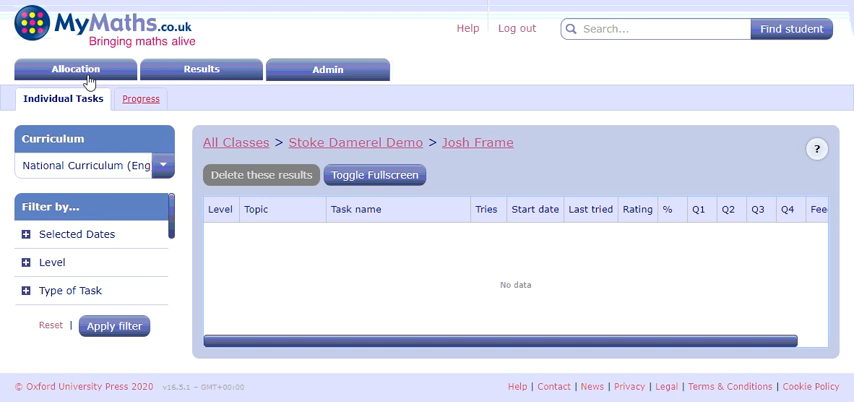 MyMaths.co.uk
Bringing maths alive
Help Log out Search... Find student
Allocation Results Admin
Individual Tasks Progress
Curriculum
National Curriculum (Eng
Filter by...
Selected Dates
Level
Type of Task
Reset | Apply filter
All Classes > Stoke Damerel Demo > Josh Frame
?
Delete these results Toggle Fullscreen
Level Topic Task name Tries Start date Last tried Rating % Q1 Q2 Q3 Q4 Fee
No data
© Oxford University Press 2020 v16.5.1 – GMT+00:00
Help | Contact | News | Privacy | Legal | Terms & Conditions | Cookie Policy